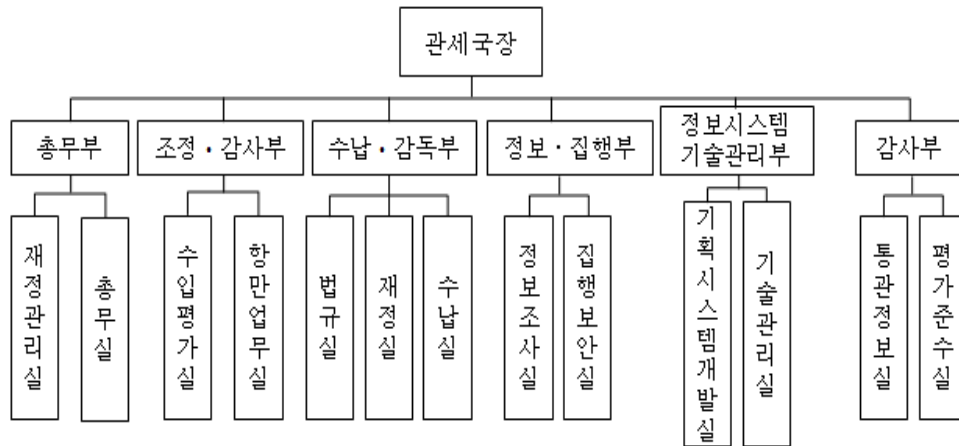 관세국장
총무부
조정・감사부
수납・감독부
정보・집행부
정보시스템
기술관리부
감사부
재정관리실
총무실
수입평가실
항만업무실
법규실
재정실
수납실
정보조사실
집행보안실
기획시스템개발실
기술관리실
통관정보실
평가준수실